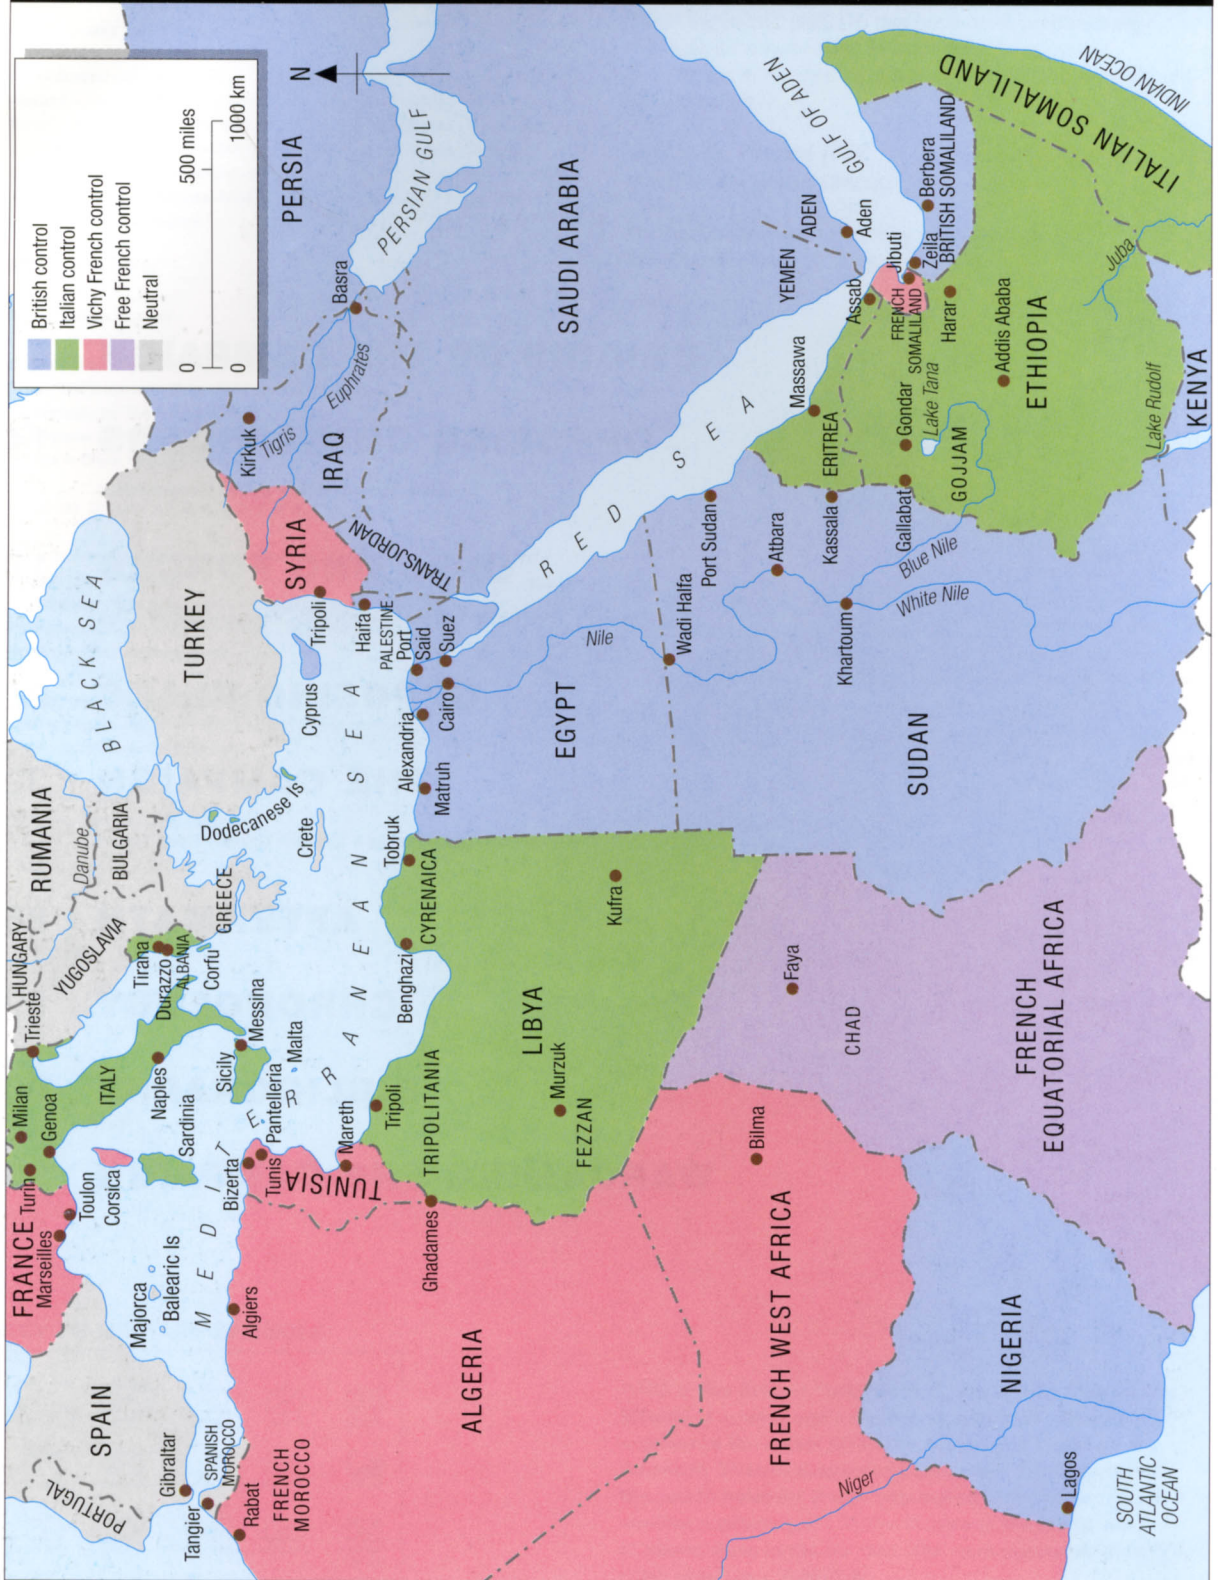 British control
Italian control
Vichy French control
Free French control
Neutral
0
500 miles
0
1000 km
N
PORTUGAL
SPAIN
Gibraltar
Tangier
SPANISH
MOROCCO
Rabat
FRENCH
MOROCCO
FRANCE
Marseilles
Toulon
Corsica
Majorca
Balearic Is
Turin
Milan
Genoa
Trieste
ITALY
Naples
Sardinia
Sicily
Messina
Pantelleria
Malta
HUNGARY
YUGOSLAVIA
Tirana
Durazzo
ALBANIA
Corfu
GREECE
RUMANIA
Danube
BULGARIA
BLACK SEA
TURKEY
Dodecanese Is
Crete
Cyprus
MEDITERRANEAN SEA
Algiers
ALGERIA
Bizerta
Tunis
TUNISIA
Mareth
Ghadames
Tripoli
TRIPOLITANIA
LIBYA
Murzuk
FEZZAN
Benghazi
CYRENAICA
Tobruk
Kufra
Matruh
Alexandria
Cairo
Port
Said
Suez
EGYPT
Nile
SYRIA
Tripoli
Haifa
PALESTINE
TRANSJORDAN
IRAQ
Kirkuk
Tigris
Euphrates
Basra
PERSIA
PERSIAN GULF
SAUDI ARABIA
RED SEA
YEMEN
ADEN
Aden
GULF OF ADEN
INDIAN OCEAN
Wadi Halfa
Port Sudan
Atbara
Kassala
Khartoum
Gallabat
Blue Nile
White Nile
SUDAN
Massawa
ERITREA
Assab
Jibuti
FRENCH
SOMALILAND
Zeila
Berbera
BRITISH SOMALILAND
ITALIAN SOMALILAND
Harar
Gondar
Lake Tana
GOJJAM
Addis Ababa
ETHIOPIA
Juba
Lake Rudolf
KENYA
Faya
CHAD
FRENCH
EQUATORIAL AFRICA
Bilma
FRENCH WEST AFRICA
NIGERIA
Niger
Lagos
SOUTH
ATLANTIC
OCEAN